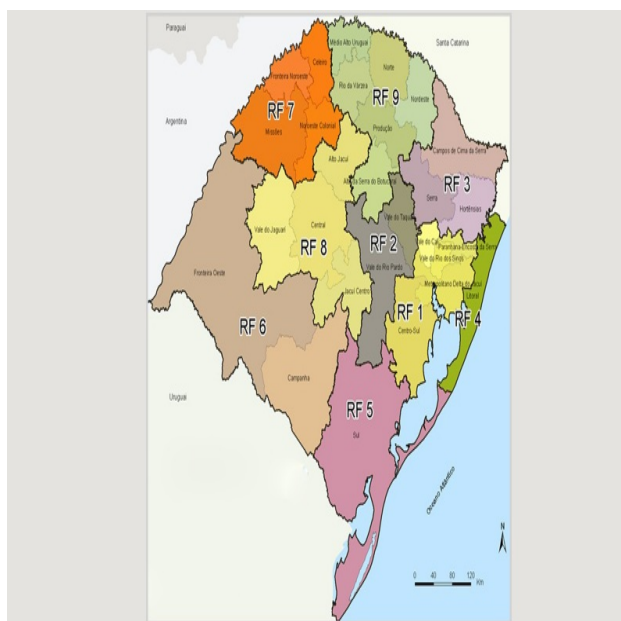 Paraguai
Santa Catarina
Argentina
Uruguai
Médio Alto Uruguai
Celeiro
Norte
Fronteira Noroeste
Rio da Várzea
Nordeste
RF 7
RF 9
Missões
Noroeste Colonial
Produção
Alto Jacuí
Campos de Cima da Serra
Alto da Serra do Botucaraí
RF 3
Serra
Hortênsias
Vale do Jaguari
Central
Vale do Taquari
RF 8
RF 2
Vale do Caí
Paranhana-Encosta da Serra
Vale do Rio dos Sinos
Vale do Rio Pardo
Fronteira Oeste
Jacuí Centro
Metropolitano Delta do Jacuí
Litoral
RF 6
RF 1
RF 4
Centro-Sul
Campanha
RF 5
Sul
Oceano Atlântico
N
0 40 80 120
Km